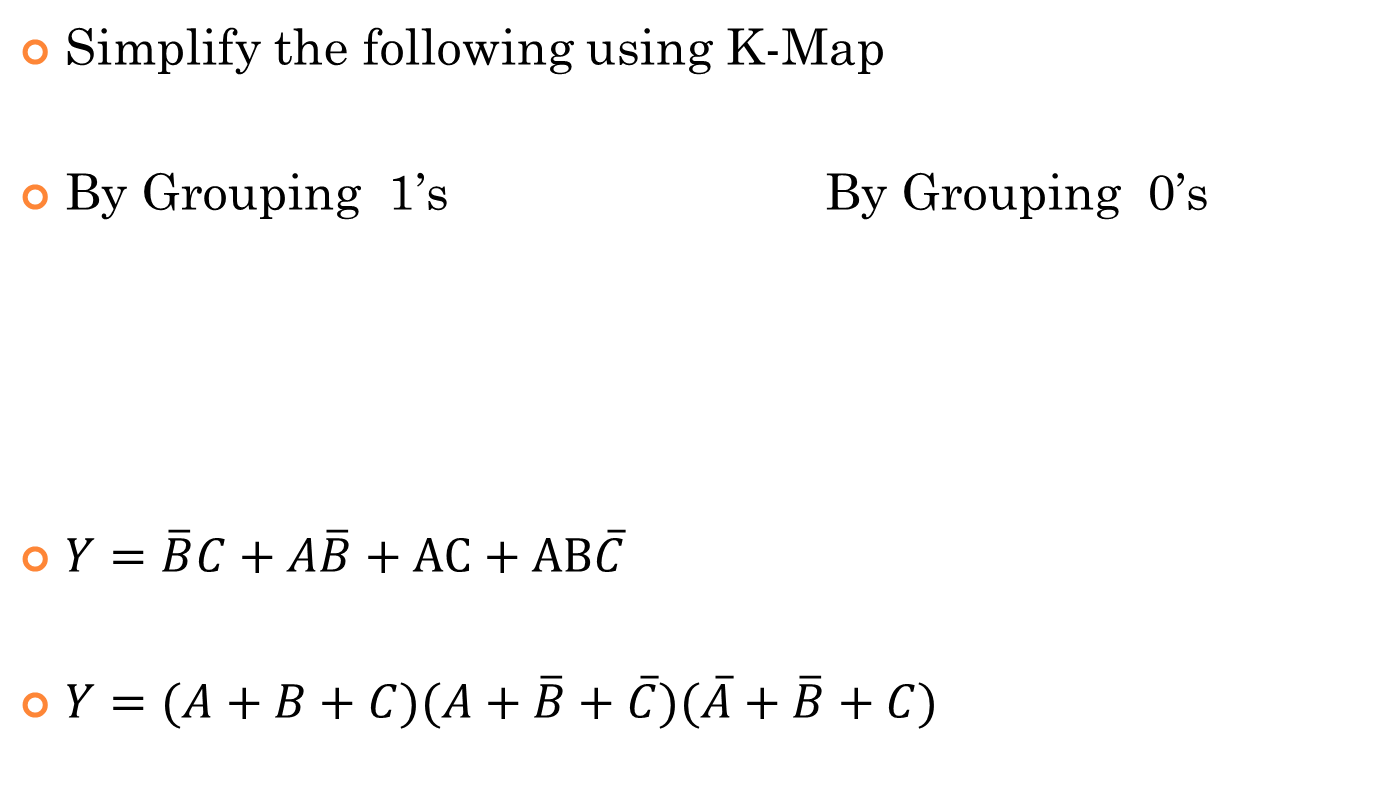 Simplify the following using K-Map
By Grouping 1’s By Grouping 0’s
Y = B̅C + AB̅ + AC + ABC̅
Y = (A + B + C)(A + B̅ + C̅)(A̅ + B̅ + C)